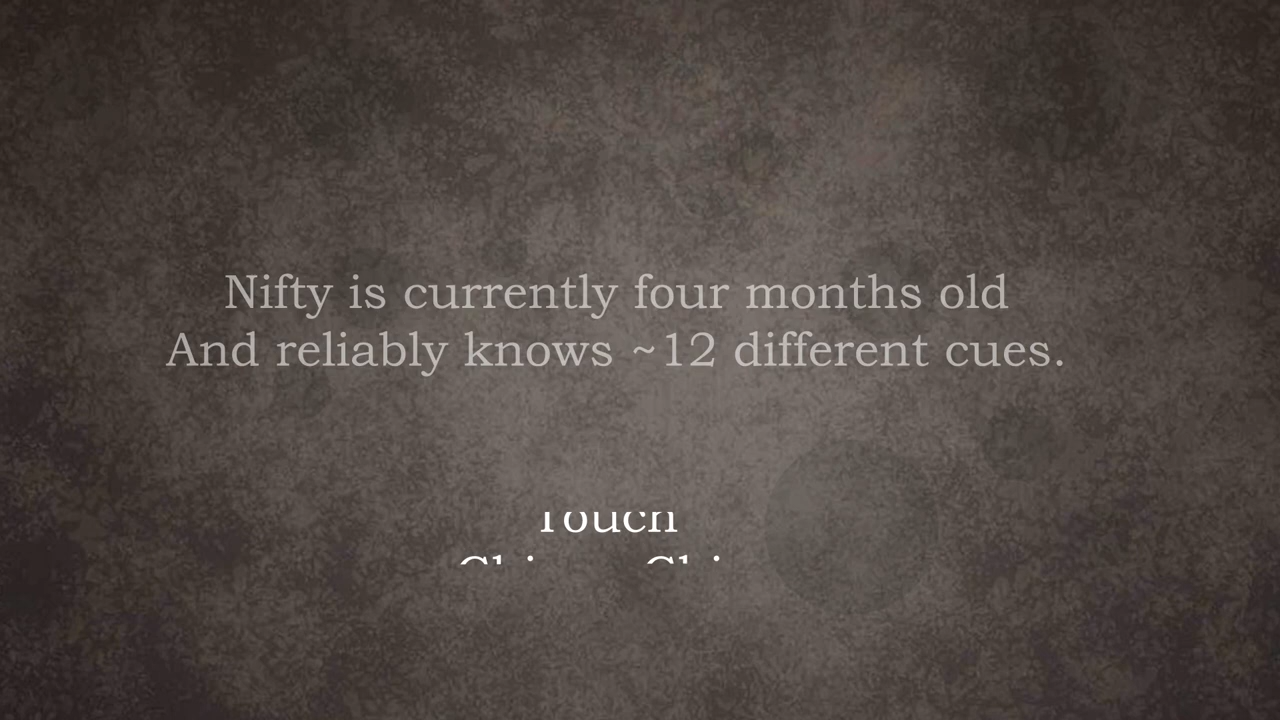 Nifty is currently four months old
And reliably knows ~12 different cues.
Touch